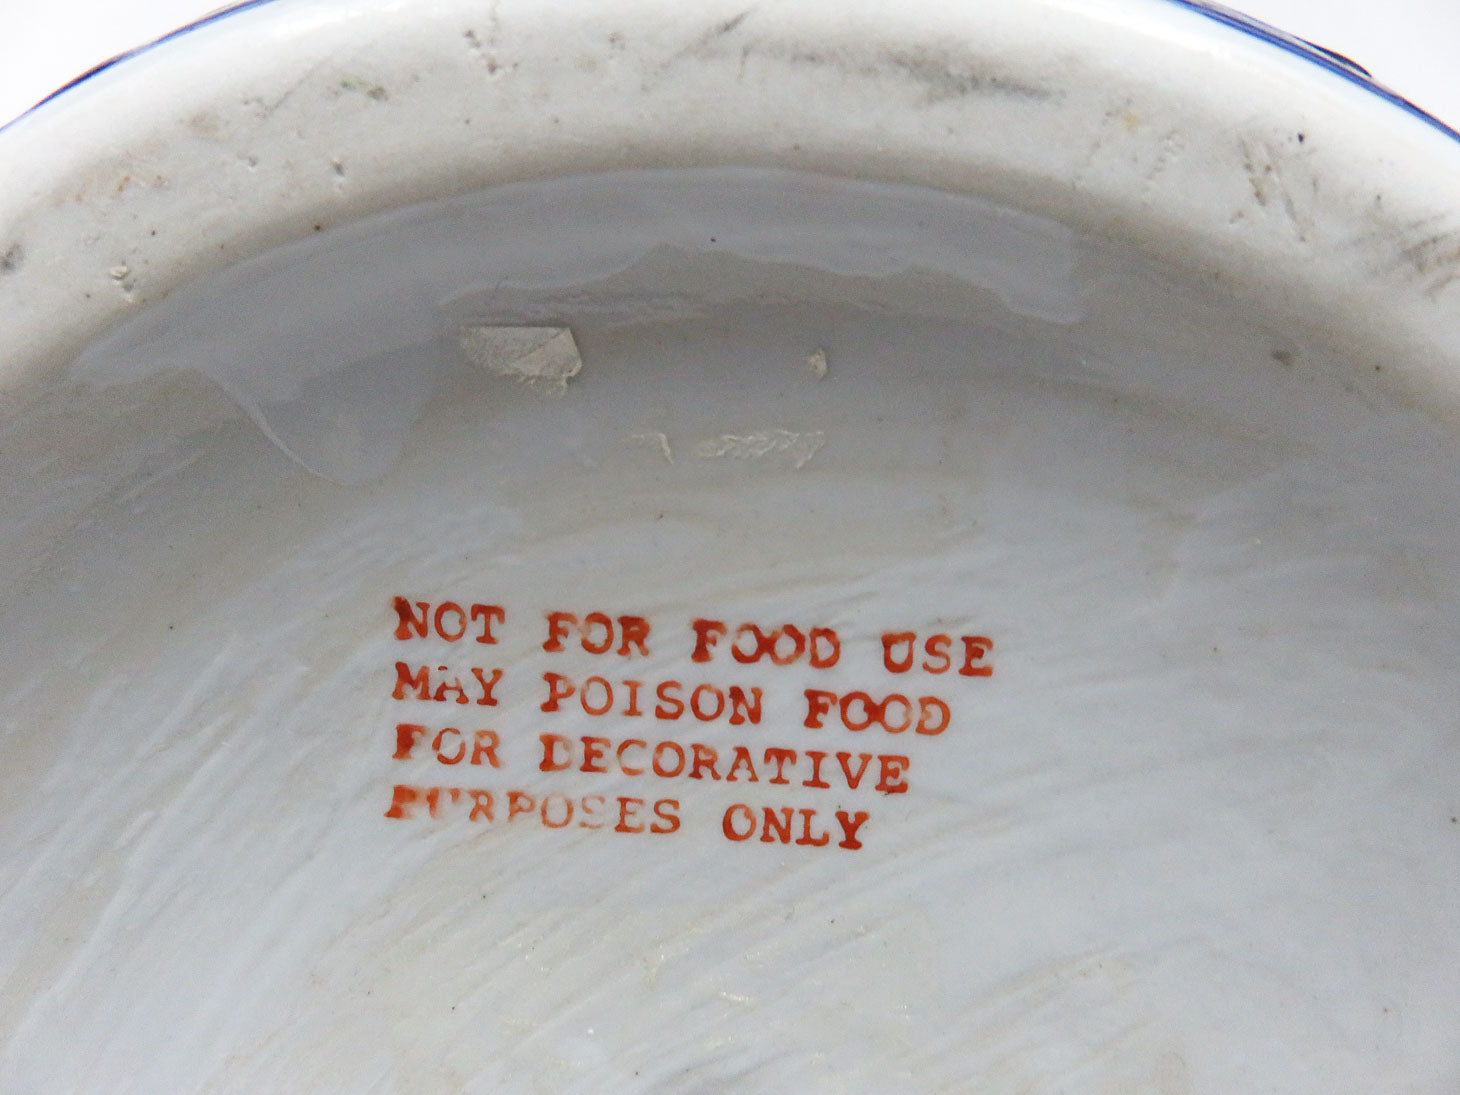 NOT FOR FOOD USE
MAY POISON FOOD
FOR DECORATIVE
PURPOSES ONLY